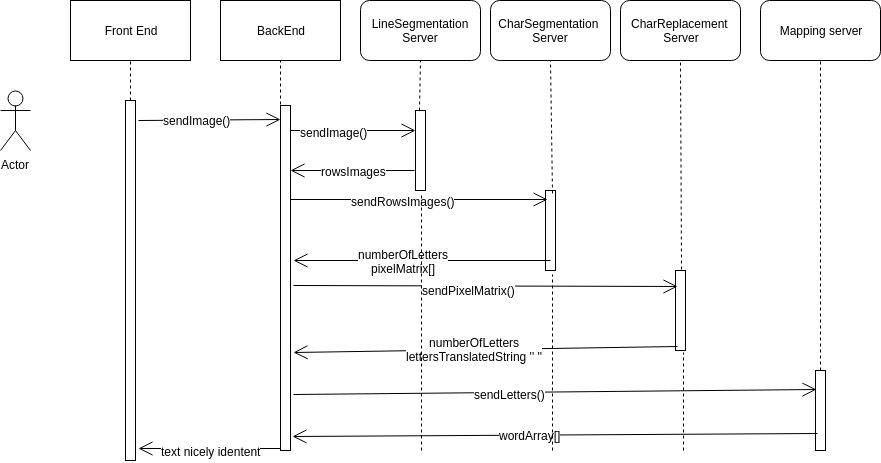 Front End
BackEnd
LineSegmentation
Server
CharSegmentation
Server
CharReplacement
Server
Mapping server
Actor
sendImage()
sendImage()
rowsImages
sendRowsImages()
numberOfLetters
pixelMatrix[]
sendPixelMatrix()
numberOfLetters
lettersTranslatedString " "
sendLetters()
wordArray[]
text nicely identent